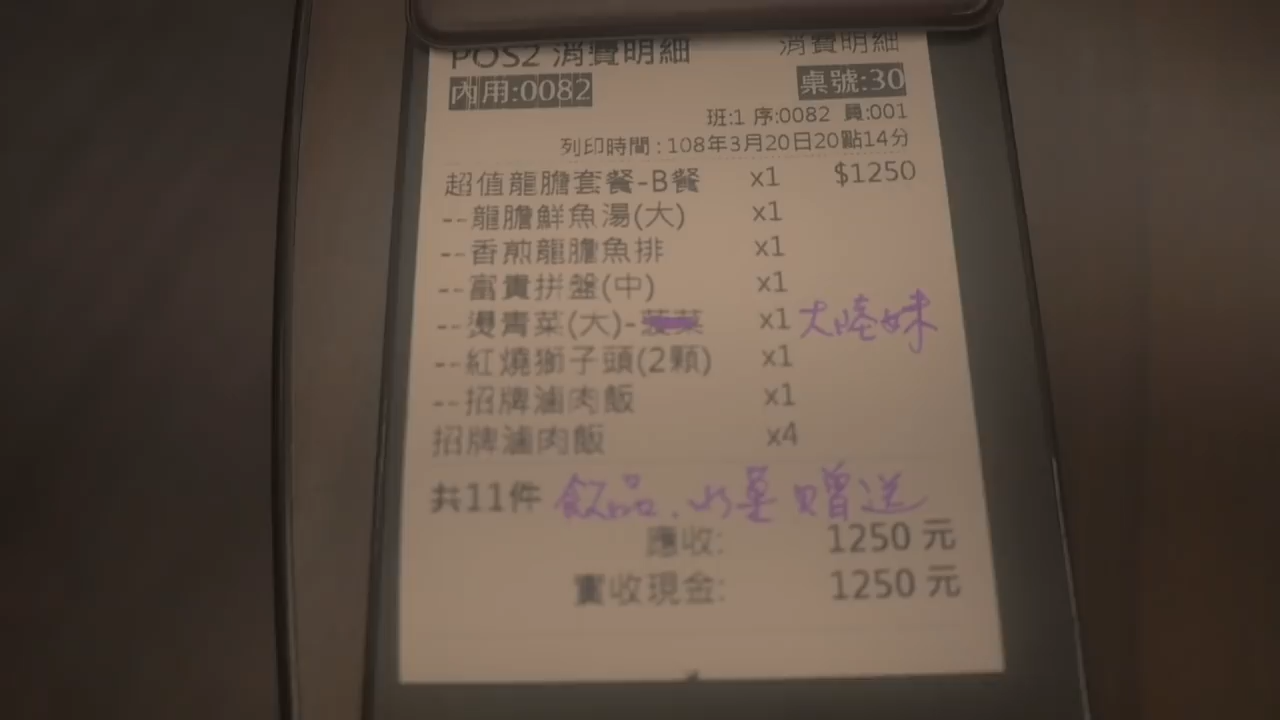 POS2 消費明細 消費明細
內用:0082 桌號:30
班:1 序:0082 員:001
列印時間:108年3月20日20點14分
超值龍膽套餐-B餐 x1 $1250
--龍膽鮮魚湯(大) x1
--香煎龍膽魚排 x1
--富貴拼盤(中) x1
--燙青菜(大)-菠菜 x1 大陸妹
--紅燒獅子頭(2顆) x1
--招牌滷肉飯 x1
招牌滷肉飯 x4
共11件 飲品、水菓 贈送
應收: 1250 元
實收現金: 1250 元